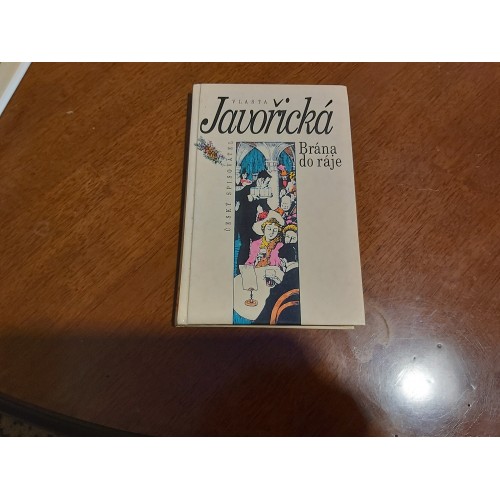 VLASTA
Javořická
Brána
do ráje
ČESKÝ SPISOVATEL